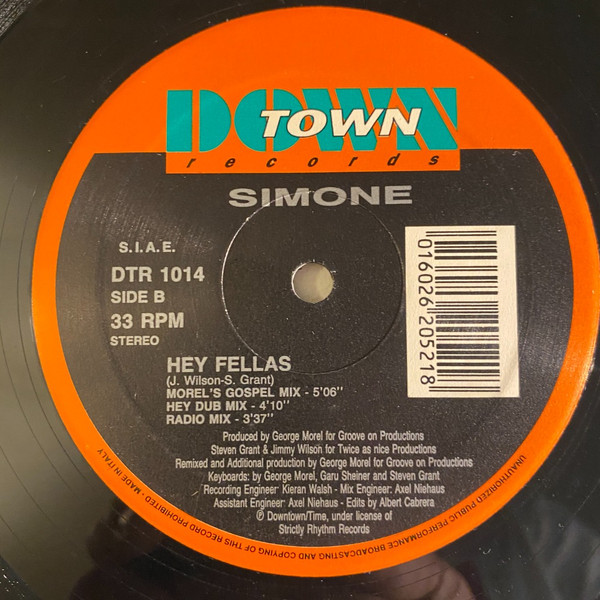 DOWN
TOWN
records
SIMONE
S.I.A.E.
DTR 1014
SIDE B
33 RPM
STEREO
016026 205218
HEY FELLAS
(J. Wilson-S. Grant)
MOREL'S GOSPEL MIX - 5'06"
HEY DUB MIX - 4'10"
RADIO MIX - 3'37"
Produced by George Morel for Groove on Productions
Steven Grant & Jimmy Wilson for Twice as nice Productions
Remixed and Additional production by George Morel for Groove on Productions
Keyboards: by George Morel, Garu Sheiner and Steven Grant
Recording Engineer: Kieran Walsh - Mix Engineer: Axel Niehaus
Assistant Engineer: Axel Niehaus - Edits by Albert Cabrera
℗ Downtown/Time, under license of
Strictly Rhythm Records
UNAUTHORIZED PUBLIC PERFORMANCE BROADCASTING AND COPYING OF THIS RECORD PROHIBITED - MADE IN ITALY